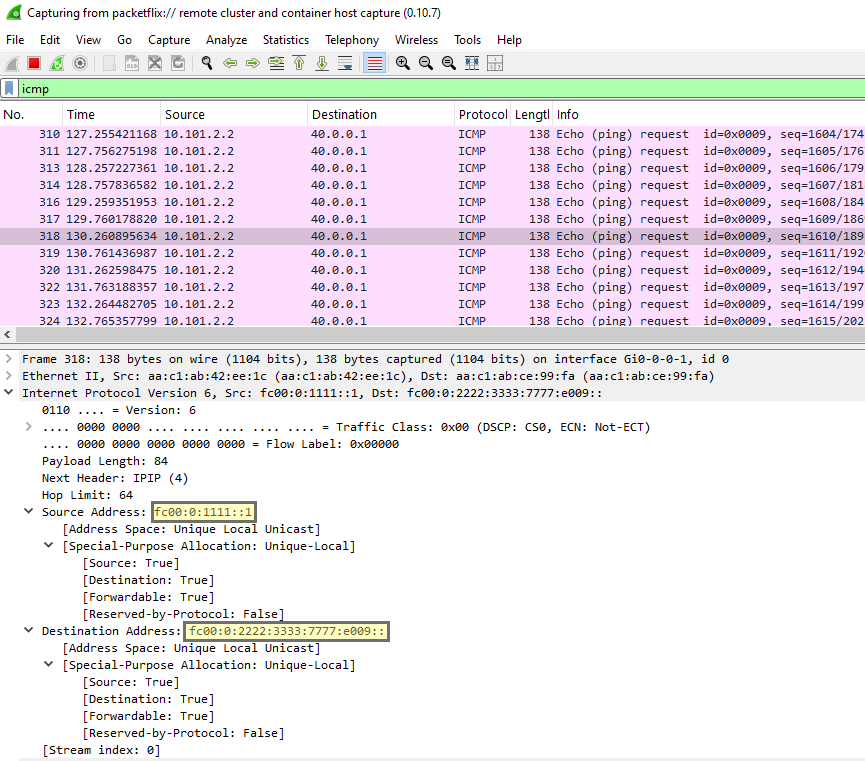 Capturing from packetflix:// remote cluster and container host capture (0.10.7)
File Edit View Go Capture Analyze Statistics Telephony Wireless Tools Help
icmp
No. Time Source Destination Protocol Lengtl Info
310 127.255421168 10.101.2.2 40.0.0.1 ICMP 138 Echo (ping) request id=0x0009, seq=1604/174
311 127.756275198 10.101.2.2 40.0.0.1 ICMP 138 Echo (ping) request id=0x0009, seq=1605/176
313 128.257227361 10.101.2.2 40.0.0.1 ICMP 138 Echo (ping) request id=0x0009, seq=1606/179
314 128.757836582 10.101.2.2 40.0.0.1 ICMP 138 Echo (ping) request id=0x0009, seq=1607/181
316 129.259351953 10.101.2.2 40.0.0.1 ICMP 138 Echo (ping) request id=0x0009, seq=1608/184
317 129.760178820 10.101.2.2 40.0.0.1 ICMP 138 Echo (ping) request id=0x0009, seq=1609/186
318 130.260895634 10.101.2.2 40.0.0.1 ICMP 138 Echo (ping) request id=0x0009, seq=1610/189
319 130.761436987 10.101.2.2 40.0.0.1 ICMP 138 Echo (ping) request id=0x0009, seq=1611/192
320 131.262598475 10.101.2.2 40.0.0.1 ICMP 138 Echo (ping) request id=0x0009, seq=1612/194
322 131.763188357 10.101.2.2 40.0.0.1 ICMP 138 Echo (ping) request id=0x0009, seq=1613/197
323 132.264482705 10.101.2.2 40.0.0.1 ICMP 138 Echo (ping) request id=0x0009, seq=1614/199
324 132.765357799 10.101.2.2 40.0.0.1 ICMP 138 Echo (ping) request id=0x0009, seq=1615/202
Frame 318: 138 bytes on wire (1104 bits), 138 bytes captured (1104 bits) on interface Gi0-0-0-1, id 0
Ethernet II, Src: aa:c1:ab:42:ee:1c (aa:c1:ab:42:ee:1c), Dst: aa:c1:ab:ce:99:fa (aa:c1:ab:ce:99:fa)
Internet Protocol Version 6, Src: fc00:0:1111::1, Dst: fc00:0:2222:3333:7777:e009::
0110 .... = Version: 6
.... 0000 0000 .... .... .... .... .... = Traffic Class: 0x00 (DSCP: CS0, ECN: Not-ECT)
.... 0000 0000 0000 0000 0000 = Flow Label: 0x00000
Payload Length: 84
Next Header: IPIP (4)
Hop Limit: 64
Source Address: fc00:0:1111::1
[Address Space: Unique Local Unicast]
[Special-Purpose Allocation: Unique-Local]
[Source: True]
[Destination: True]
[Forwardable: True]
[Reserved-by-Protocol: False]
Destination Address: fc00:0:2222:3333:7777:e009::
[Address Space: Unique Local Unicast]
[Special-Purpose Allocation: Unique-Local]
[Source: True]
[Destination: True]
[Forwardable: True]
[Reserved-by-Protocol: False]
[Stream index: 0]